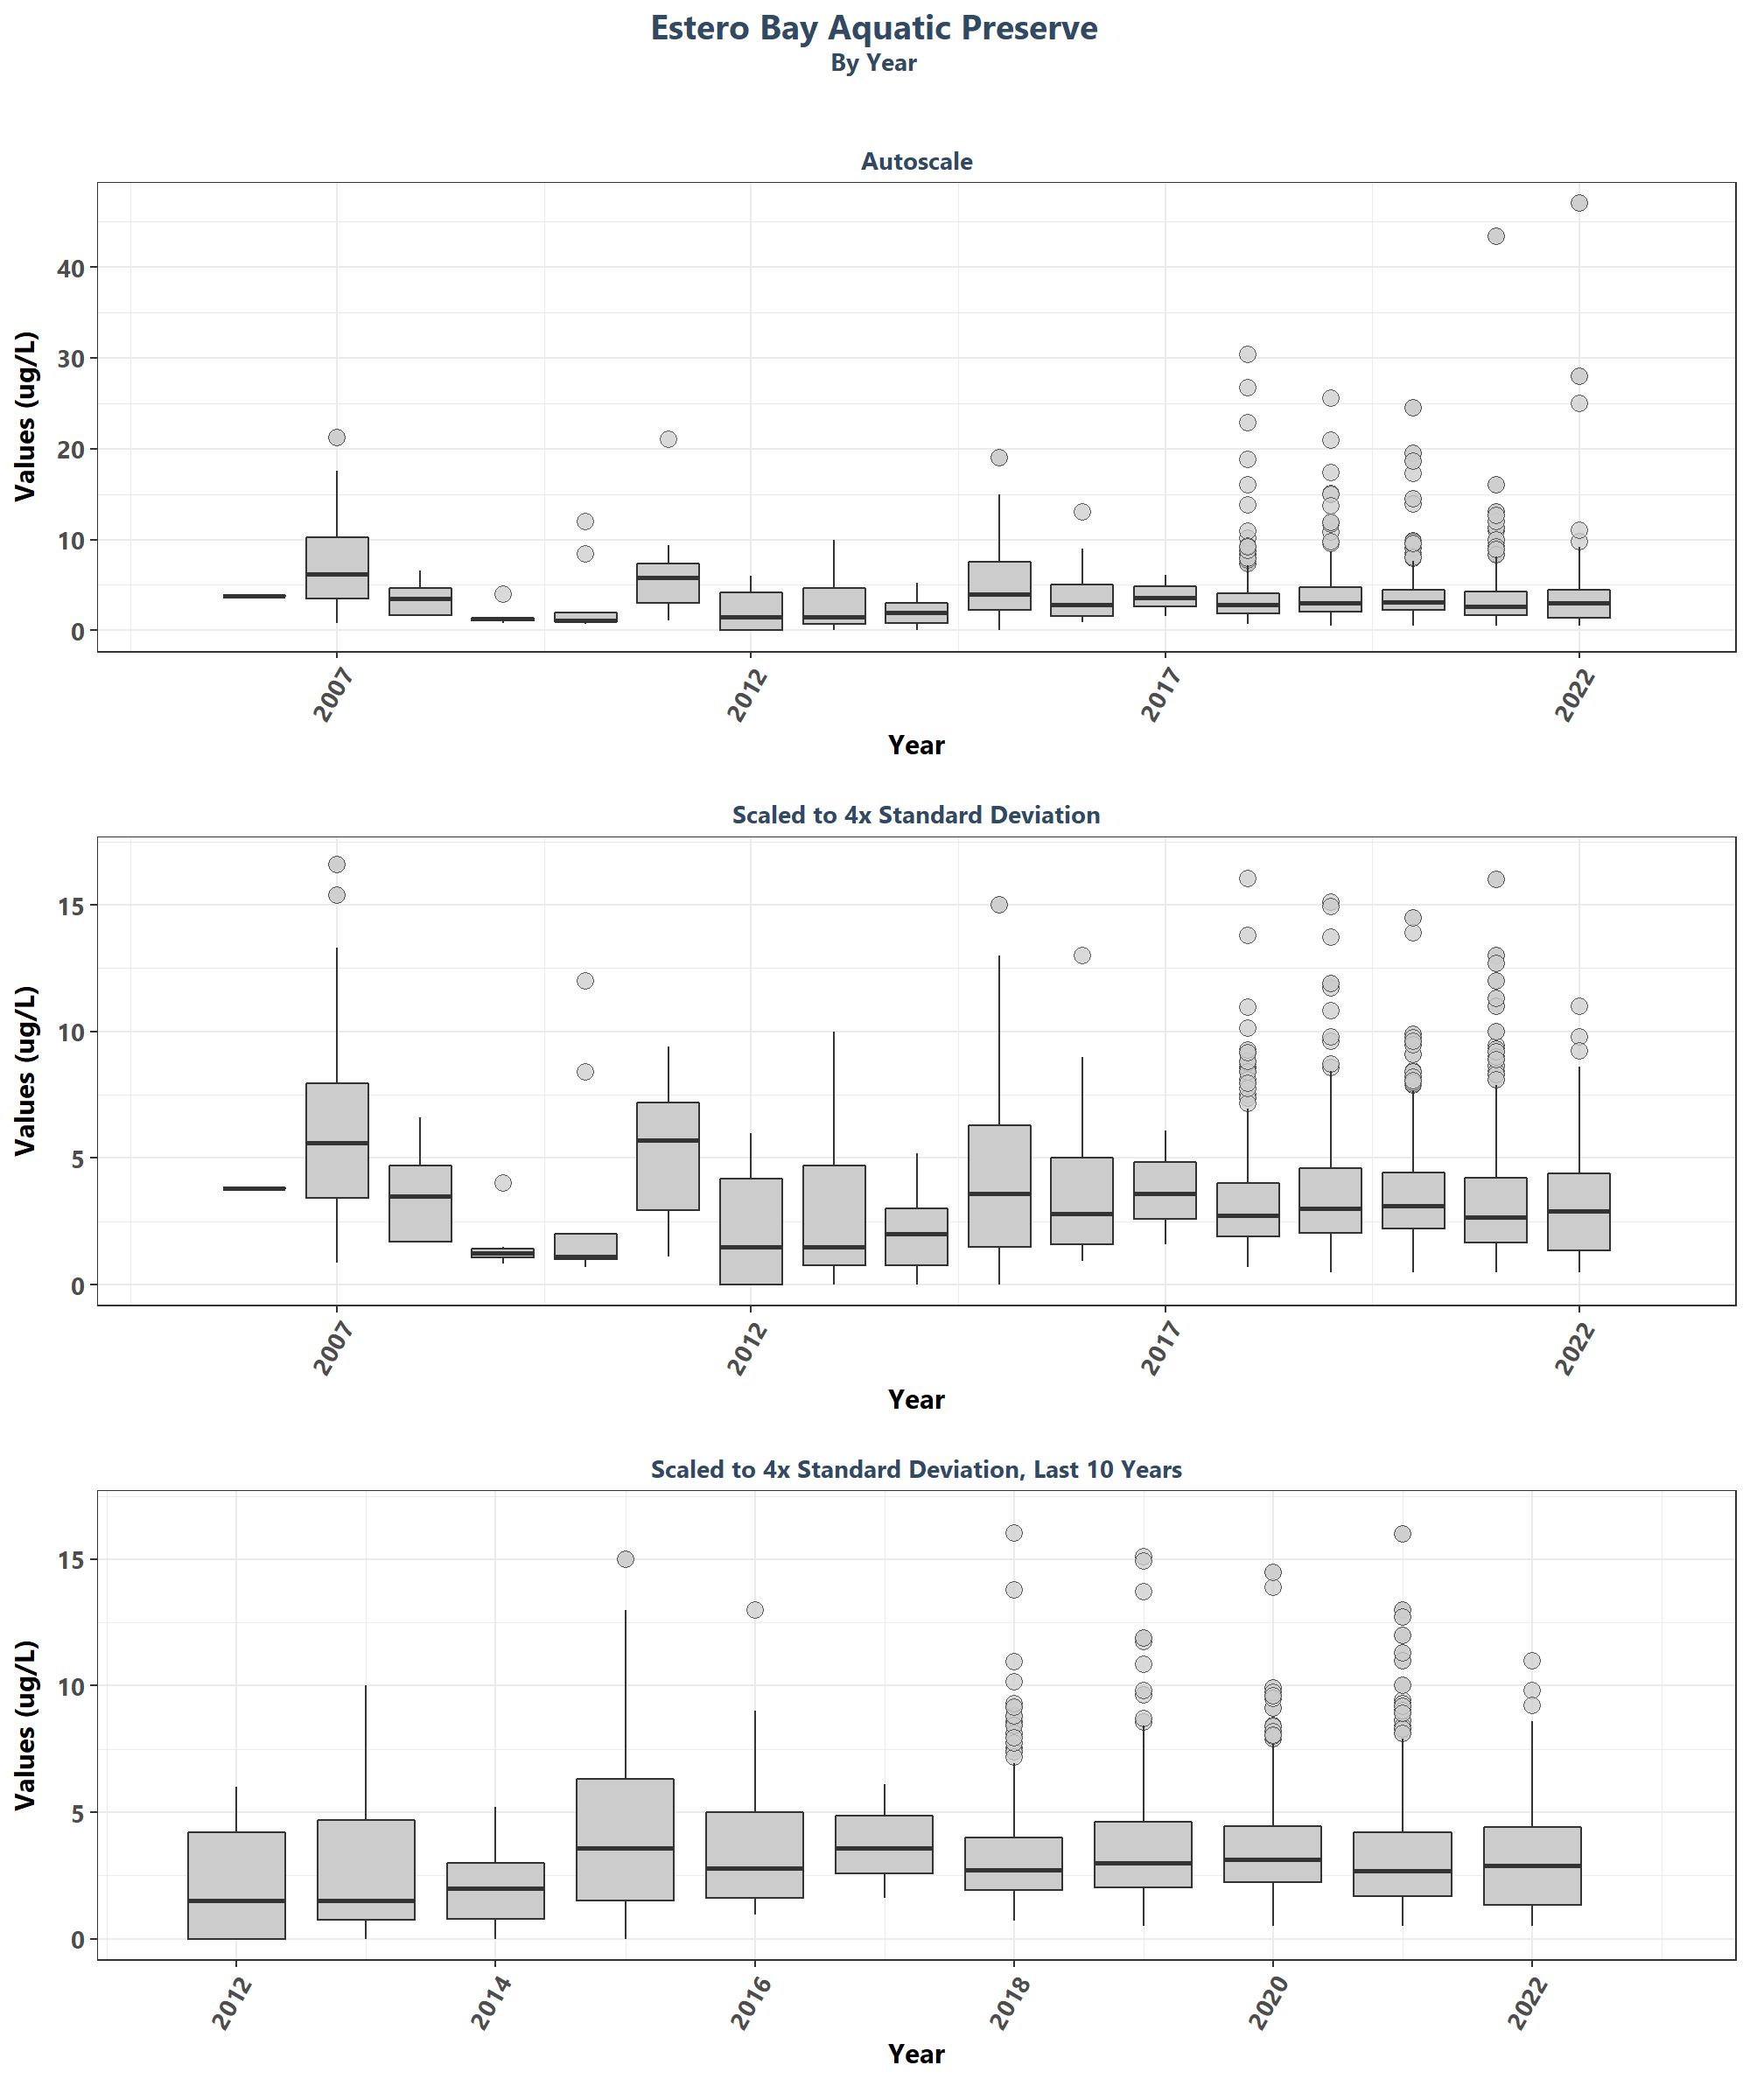 Estero Bay Aquatic Preserve
By Year
Autoscale
Values (ug/L)
40
30
20
10
0
2007 2012 2017 2022
Year
Scaled to 4x Standard Deviation
Values (ug/L)
15
10
5
0
2007 2012 2017 2022
Year
Scaled to 4x Standard Deviation, Last 10 Years
Values (ug/L)
15
10
5
0
2012 2014 2016 2018 2020 2022
Year